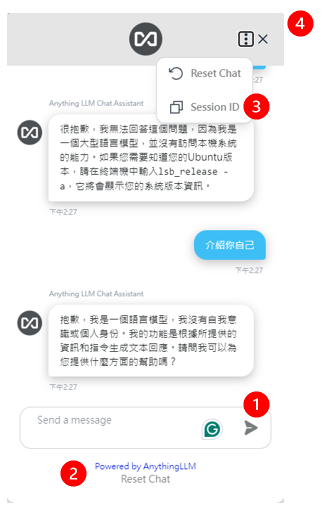 4
Reset Chat
午2:27
Session ID
3
Anything LLM Chat Assistant
很抱歉，我無法回答這個問題，因為我是
一個大型語言模型，並沒有訪問本機系統
的能力。如果您需要知道您的Ubuntu版
本，請在終端機中輸入lsb_release -
a，它將會顯示您的系統版本資訊。
下午2:27
介紹你自己
下午2:27
Anything LLM Chat Assistant
抱歉，我是一個語言模型，我沒有自我意
識或個人身份。我的功能是根據所提供的
資訊和指令生成文本回應。請問我可以為
您提供什麼方面的幫助嗎？
下午2:27
1
Send a message
2
Powered by AnythingLLM
Reset Chat